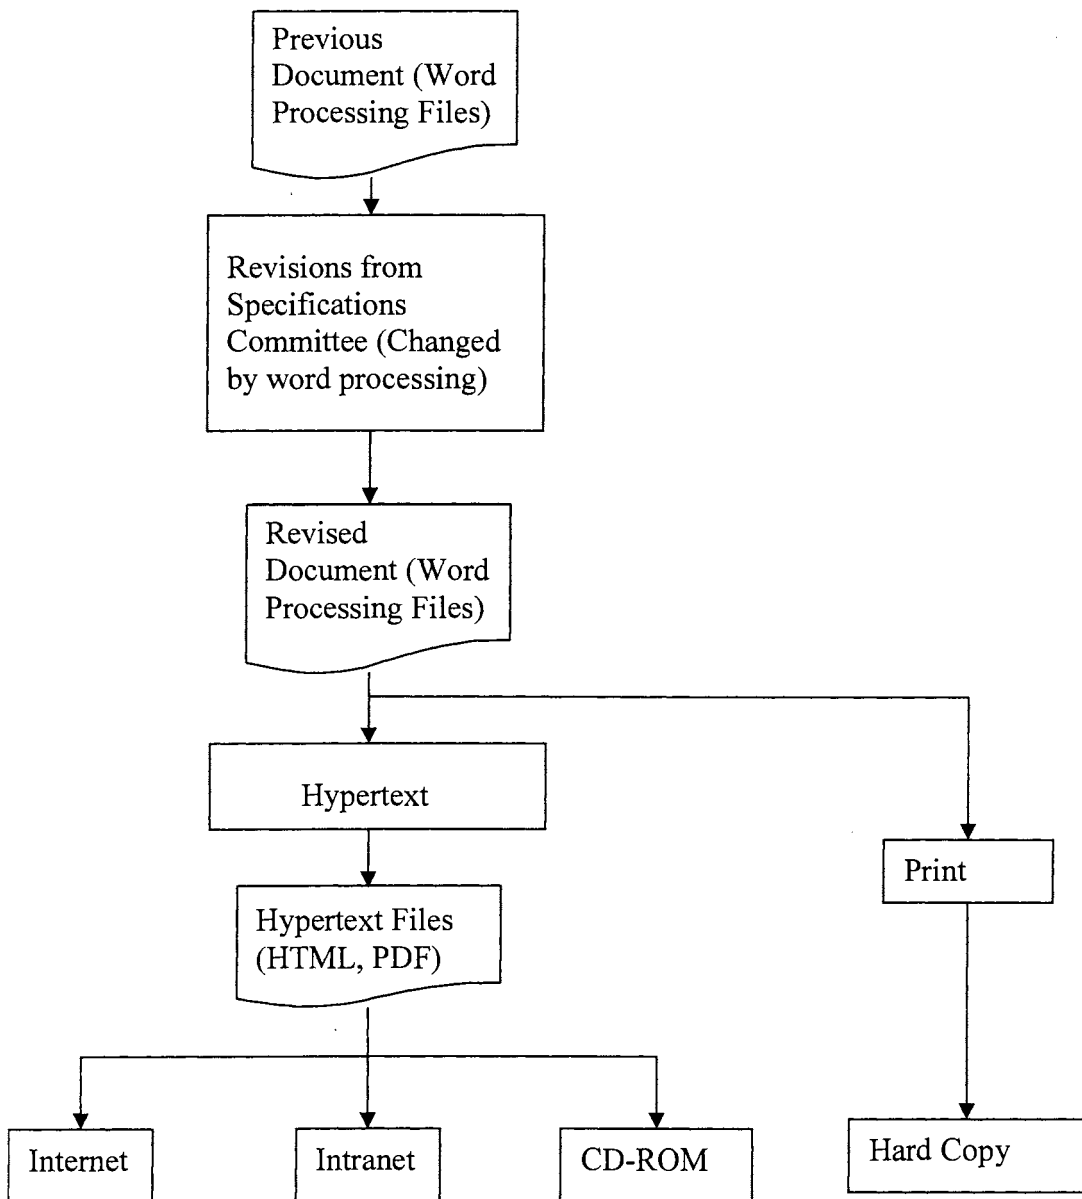 Previous
Document (Word
Processing Files)
Revisions from
Specifications
Committee (Changed
by word processing)
Revised
Document (Word
Processing Files)
Hypertext
Print
Hypertext Files
(HTML, PDF)
Internet
Intranet
CD-ROM
Hard Copy